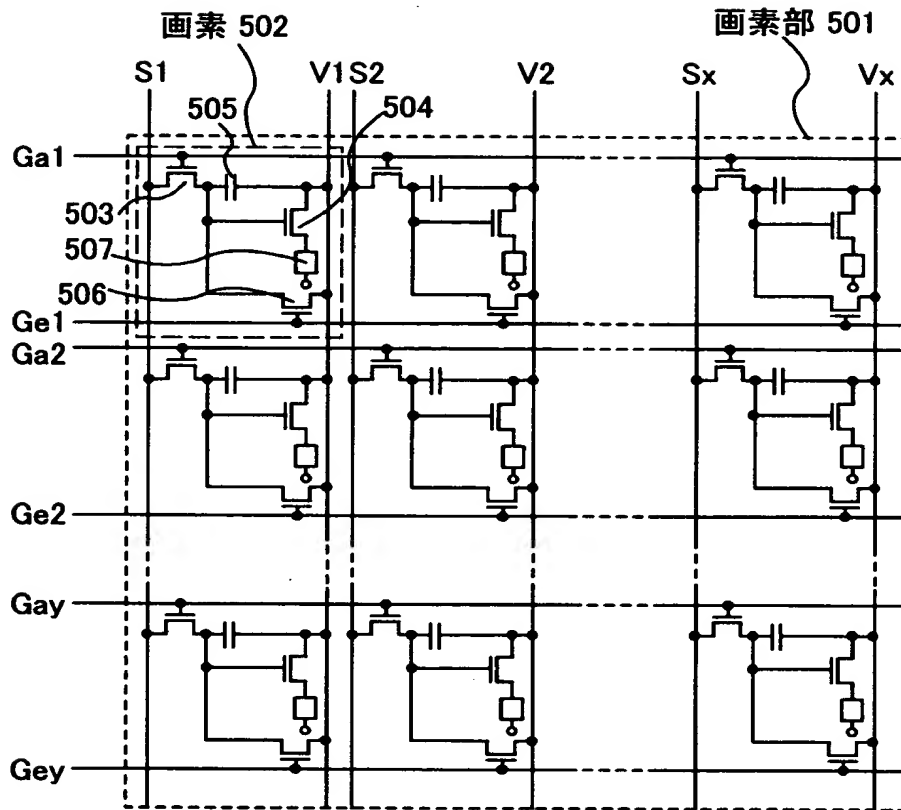 画素 502
画素部 501
S1
V1
S2
V2
Sx
Vx
505
504
Ga1
503
507
506
Ge1
Ga2
Ge2
Gay
Gey